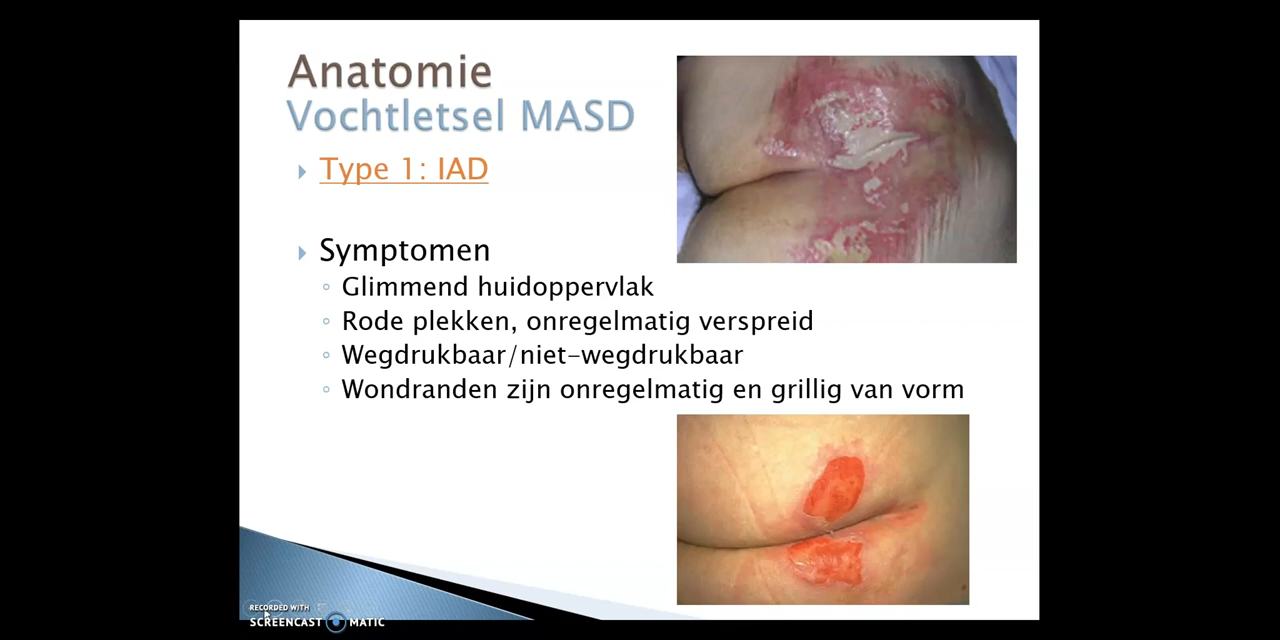 Anatomie
Vochtletsel MASD
Type 1: IAD
Symptomen
Glimmend huidoppervlak
Rode plekken, onregelmatig verspreid
Wegdrukbaar/niet-wegdrukbaar
Wondranden zijn onregelmatig en grillig van vorm
RECORDED WITH
SCREENCAST MATIC